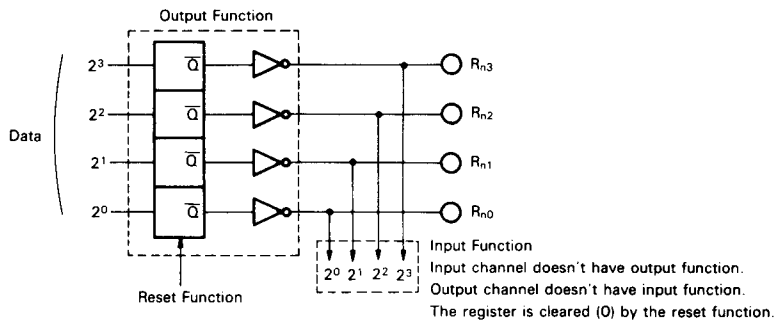 Output Function
2³ Q̅ Rn3
2² Q̅ Rn2
Data
2¹ Q̅ Rn1
2⁰ Q̅ Rn0
Input Function
2⁰ 2¹ 2² 2³
Input channel doesn't have output function.
Output channel doesn't have input function.
Reset Function
The register is cleared (0) by the reset function.